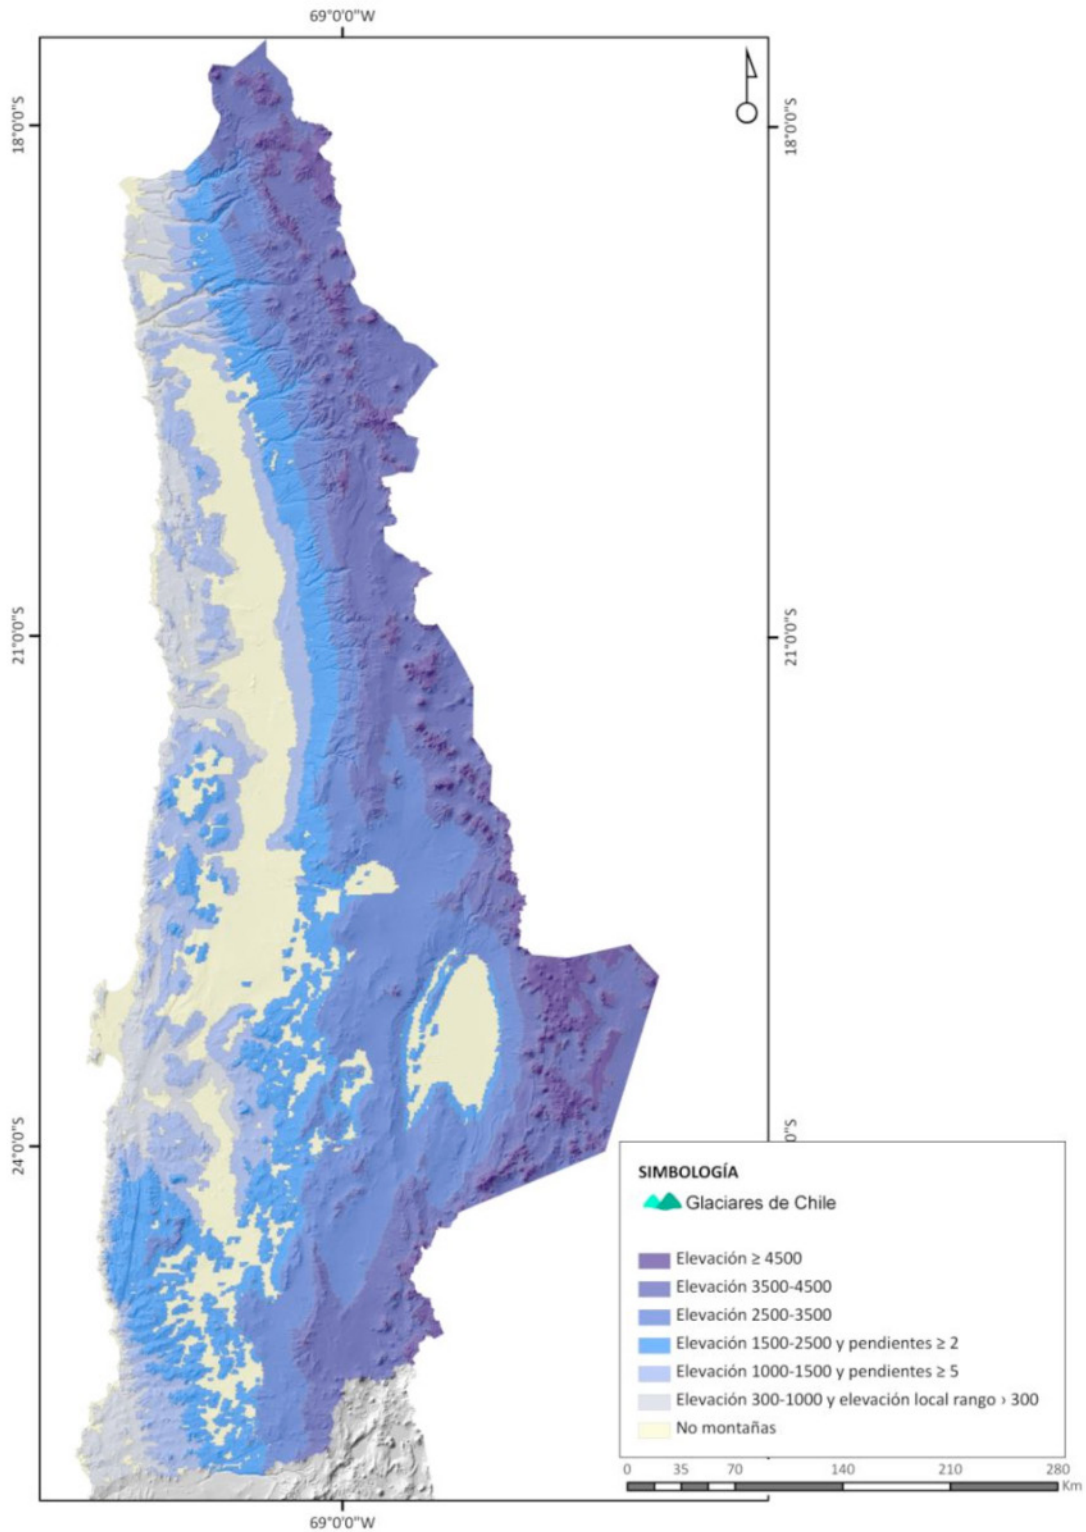 69°0'0"W
18°0'0"S
18°0'0"S
21°0'0"S
21°0'0"S
24°0'0"S
0"S
SIMBOLOGÍA
Glaciares de Chile
Elevación ≥ 4500
Elevación 3500-4500
Elevación 2500-3500
Elevación 1500-2500 y pendientes ≥ 2
Elevación 1000-1500 y pendientes ≥ 5
Elevación 300-1000 y elevación local rango › 300
No montañas
0 35 70 140 210 280
Km
69°0'0"W